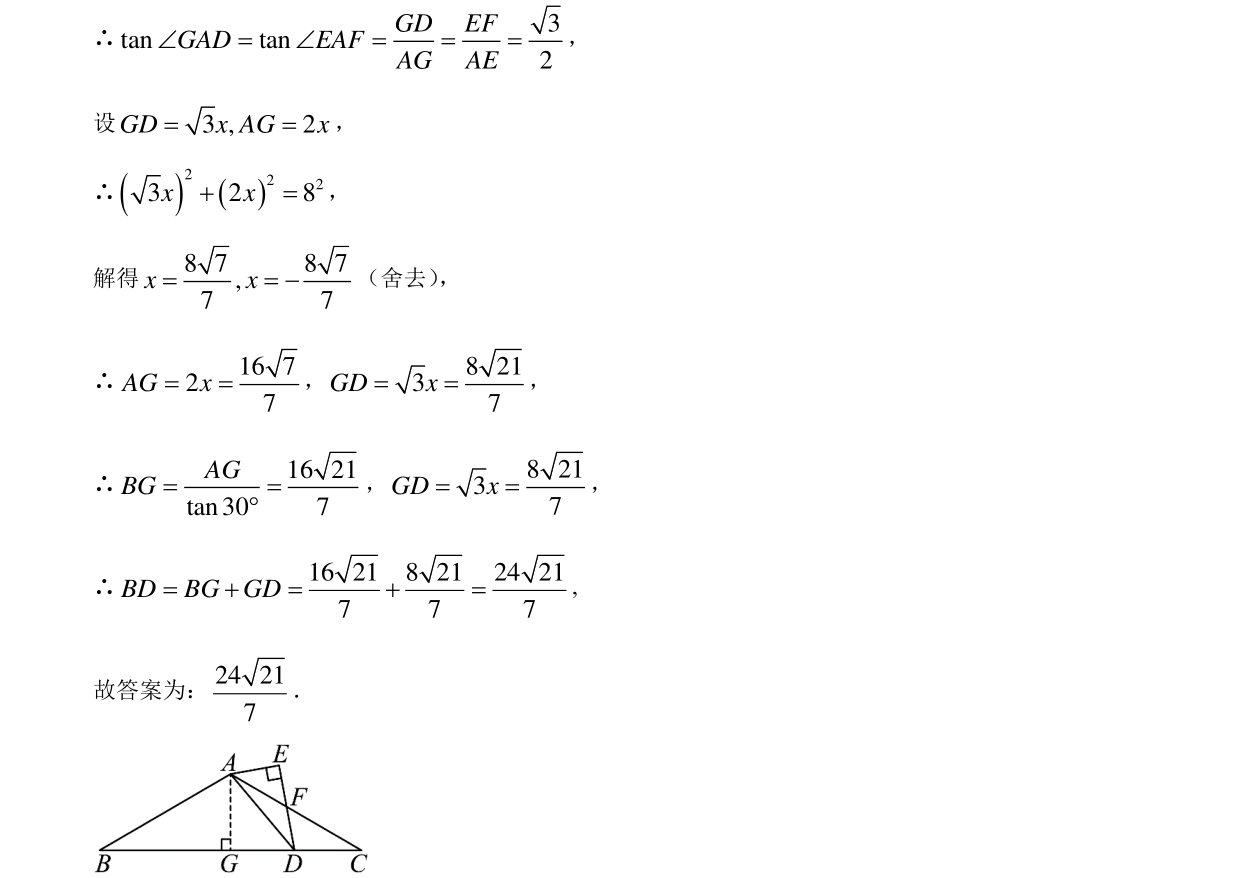 ∴ tan∠GAD = tan∠EAF = GD/AG = EF/AE = √3/2，
设 GD = √3x, AG = 2x，
∴ (√3x)² + (2x)² = 8²，
解得 x = 8√7/7, x = −8√7/7（舍去），
∴ AG = 2x = 16√7/7， GD = √3x = 8√21/7，
∴ BG = AG/tan30° = 16√21/7， GD = √3x = 8√21/7，
∴ BD = BG + GD = 16√21/7 + 8√21/7 = 24√21/7，
故答案为：24√21/7．
A E
F
B G D C